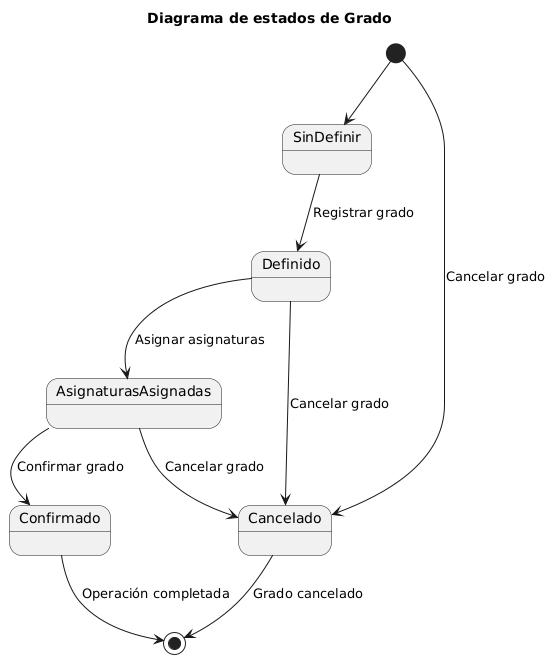 Diagrama de estados de Grado
SinDefinir
Registrar grado
Definido
Cancelar grado
Asignar asignaturas
AsignaturasAsignadas
Cancelar grado
Confirmar grado
Cancelar grado
Confirmado
Cancelado
Operación completada
Grado cancelado